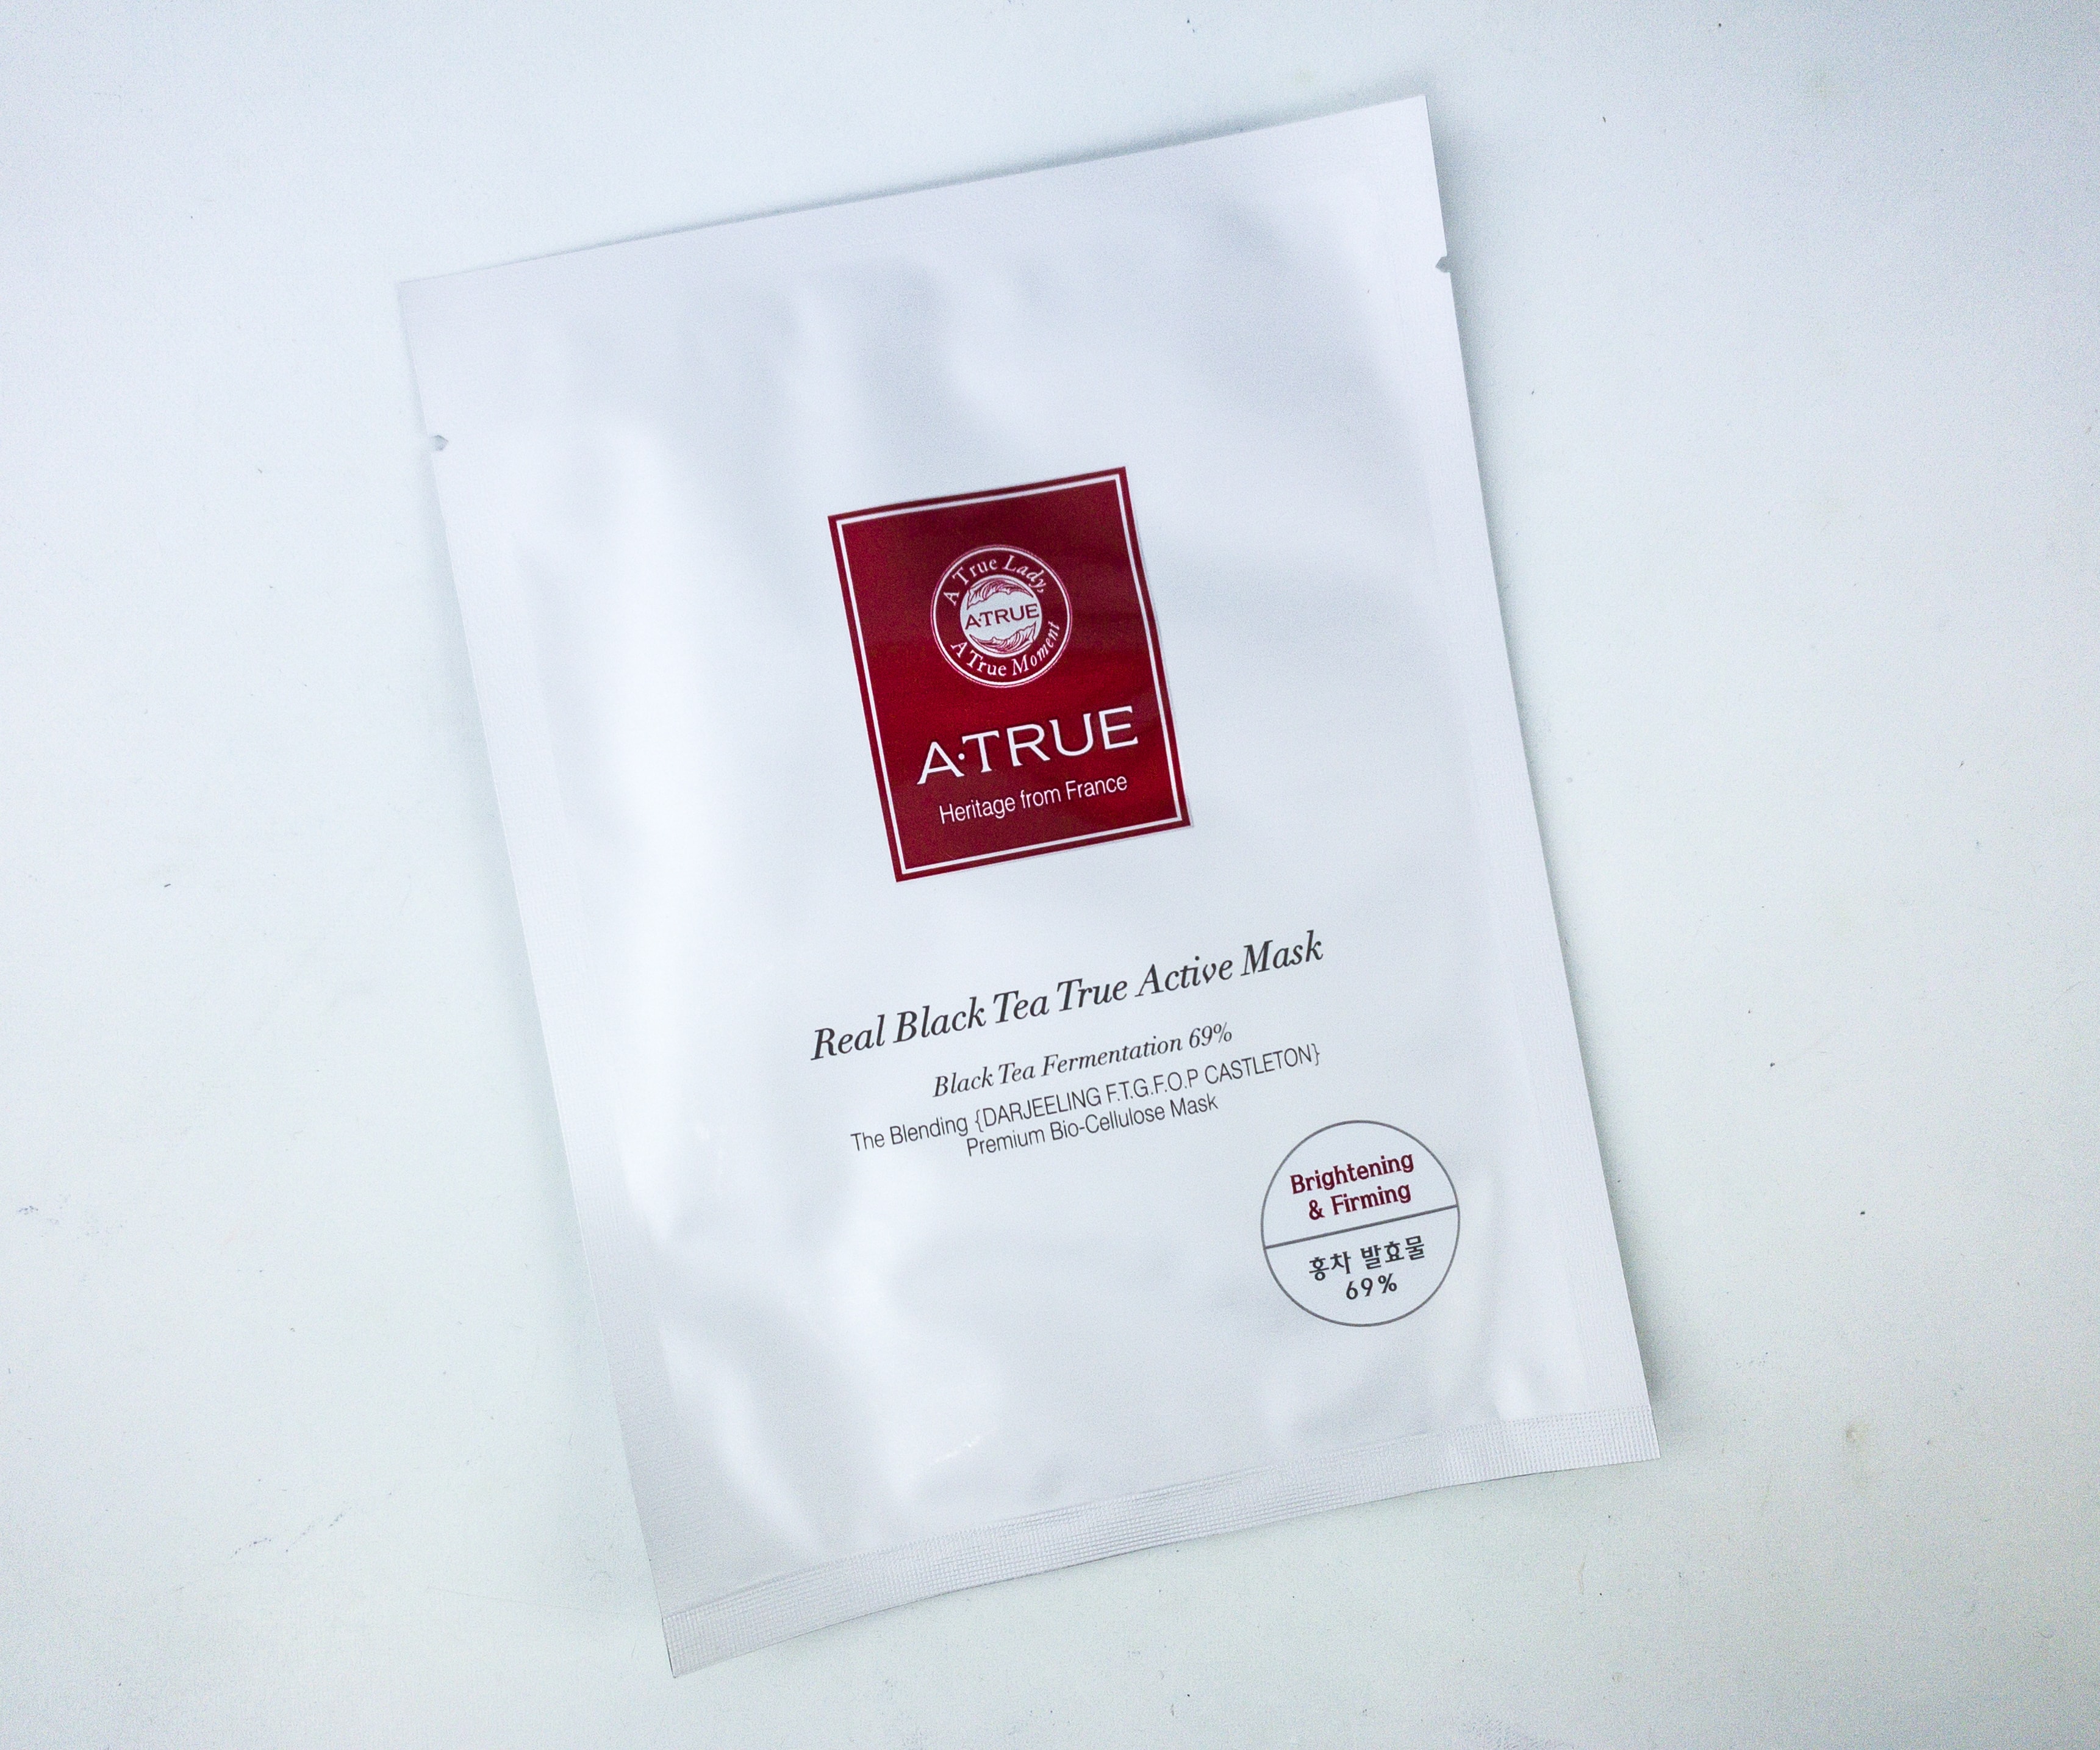 A True Lady,
A·TRUE
A True Moment
A·TRUE
Heritage from France
Real Black Tea True Active Mask
Black Tea Fermentation 69%
The Blending {DARJEELING F.T.G.F.O.P CASTLETON}
Premium Bio-Cellulose Mask
Brightening
& Firming
홍차 발효물
69%